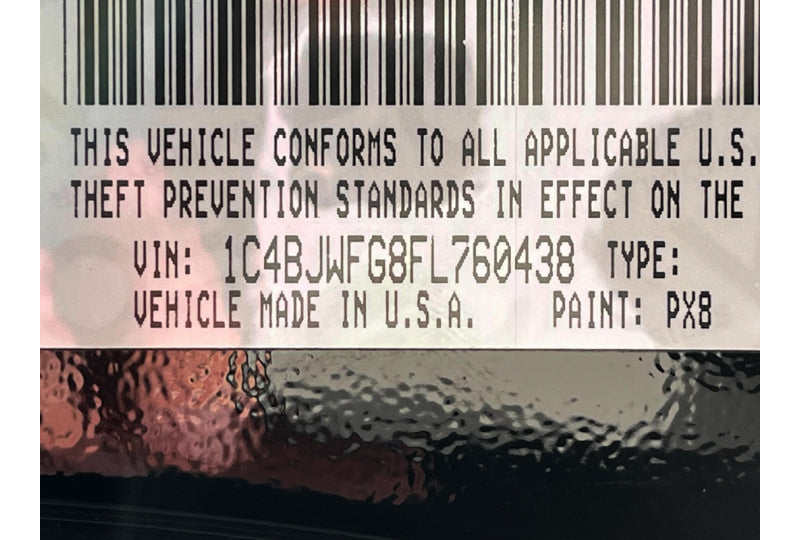 THIS VEHICLE CONFORMS TO ALL APPLICABLE U.S.
THEFT PREVENTION STANDARDS IN EFFECT ON THE
VIN: 1C4BJWFG8FL760438 TYPE:
VEHICLE MADE IN U.S.A. PAINT: PX8